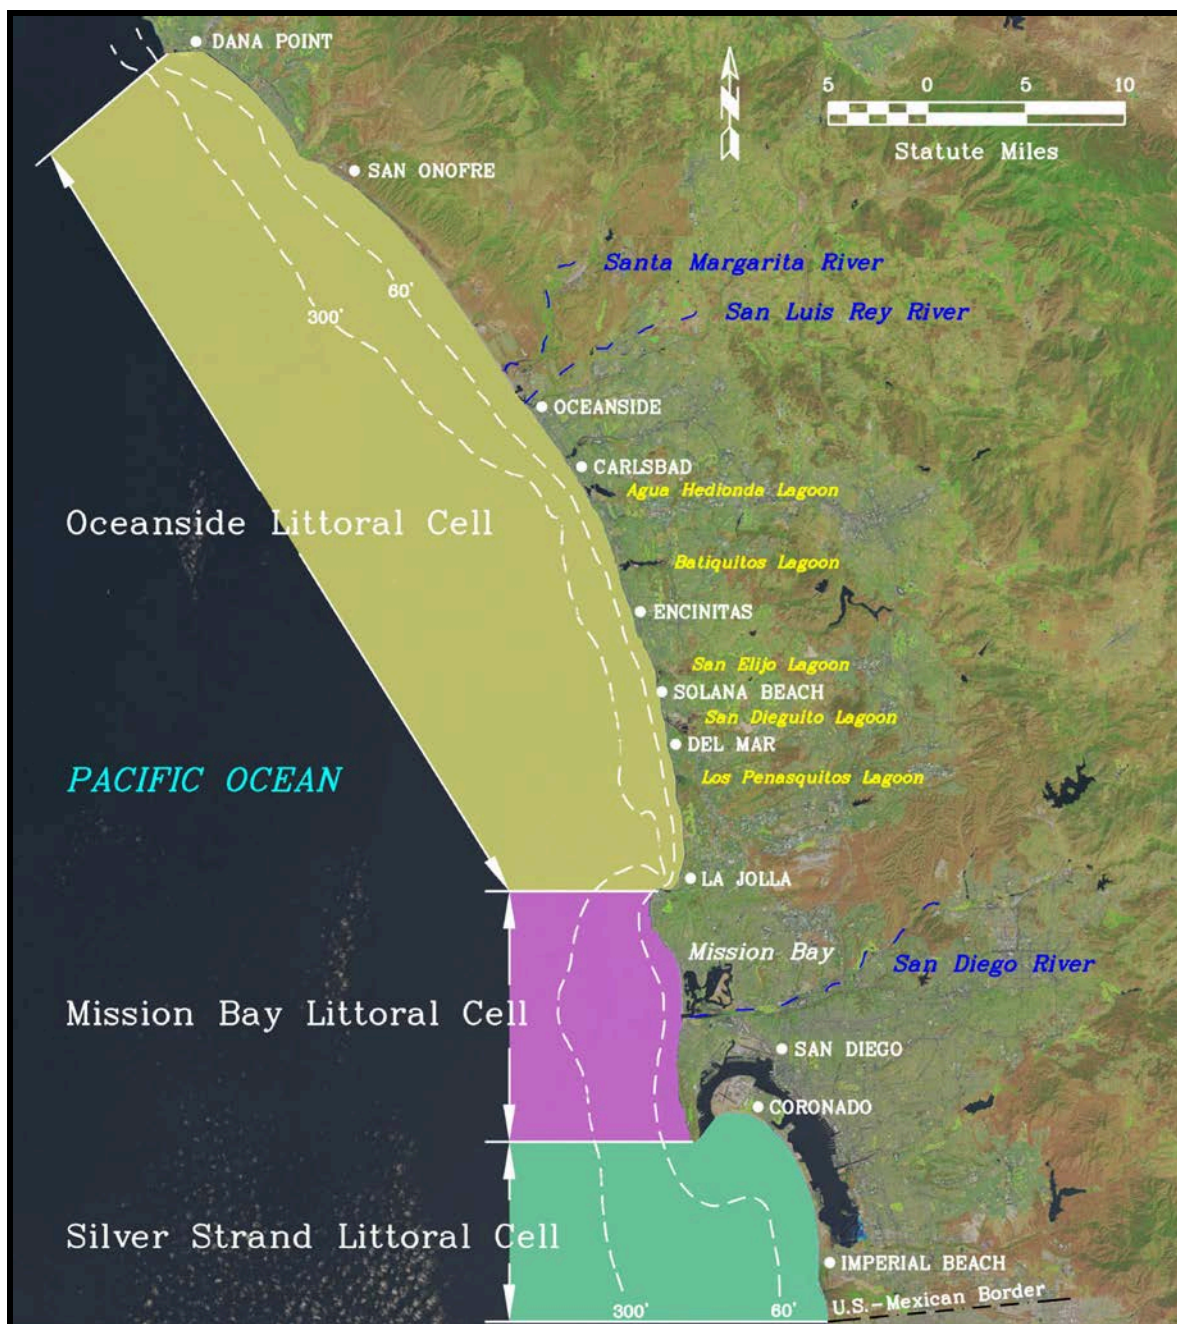 DANA POINT
5 0 5 10
Statute Miles
N
SAN ONOFRE
Santa Margarita River
60'
San Luis Rey River
300'
OCEANSIDE
CARLSBAD
Agua Hedionda Lagoon
Oceanside Littoral Cell
Batiquitos Lagoon
ENCINITAS
San Elijo Lagoon
SOLANA BEACH
San Dieguito Lagoon
DEL MAR
PACIFIC OCEAN
Los Penasquitos Lagoon
LA JOLLA
Mission Bay
San Diego River
Mission Bay Littoral Cell
SAN DIEGO
CORONADO
Silver Strand Littoral Cell
IMPERIAL BEACH
U.S.-Mexican Border
300'
60'